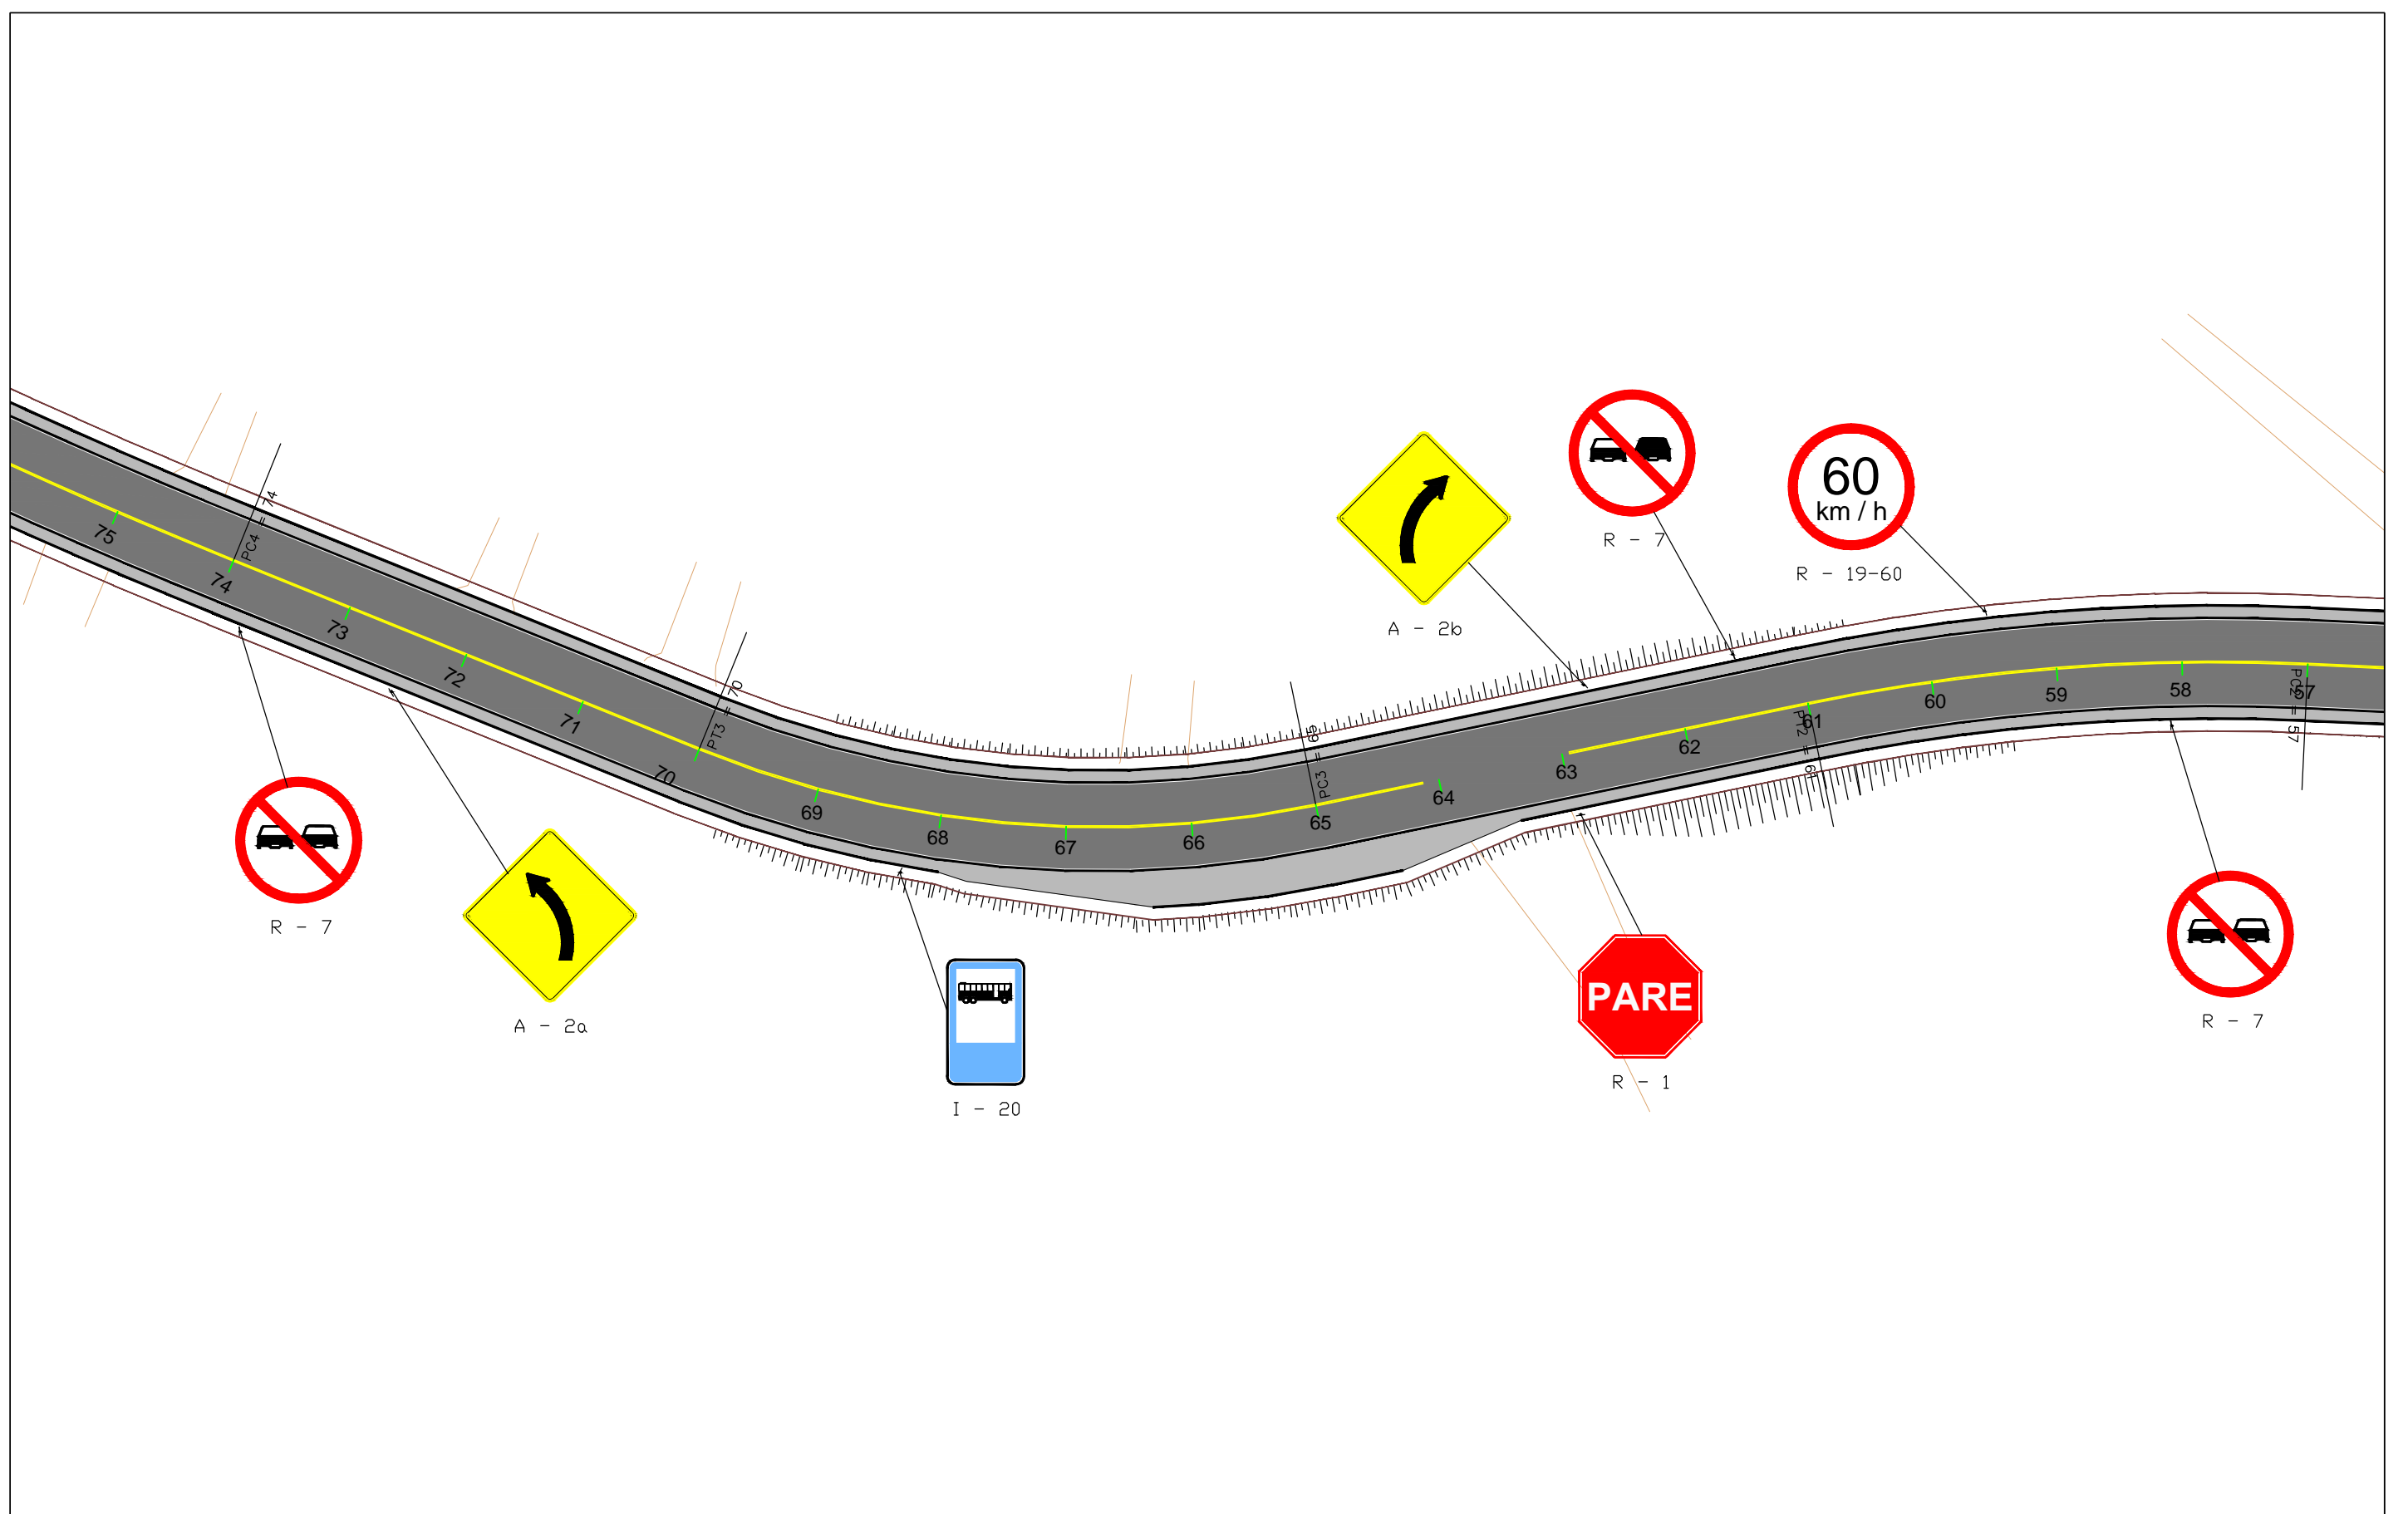 R - 7
60
km / h
R - 19-60
A - 2b
PC4 = 74
75
74
73
72
71
70
PT3 = 70
69
68
67
66
65
PC3 = 65
64
63
62
61
PT2 = 61
60
59
58
57
PC2 = 57
R - 7
A - 2a
I - 20
PARE
R - 1
R - 7